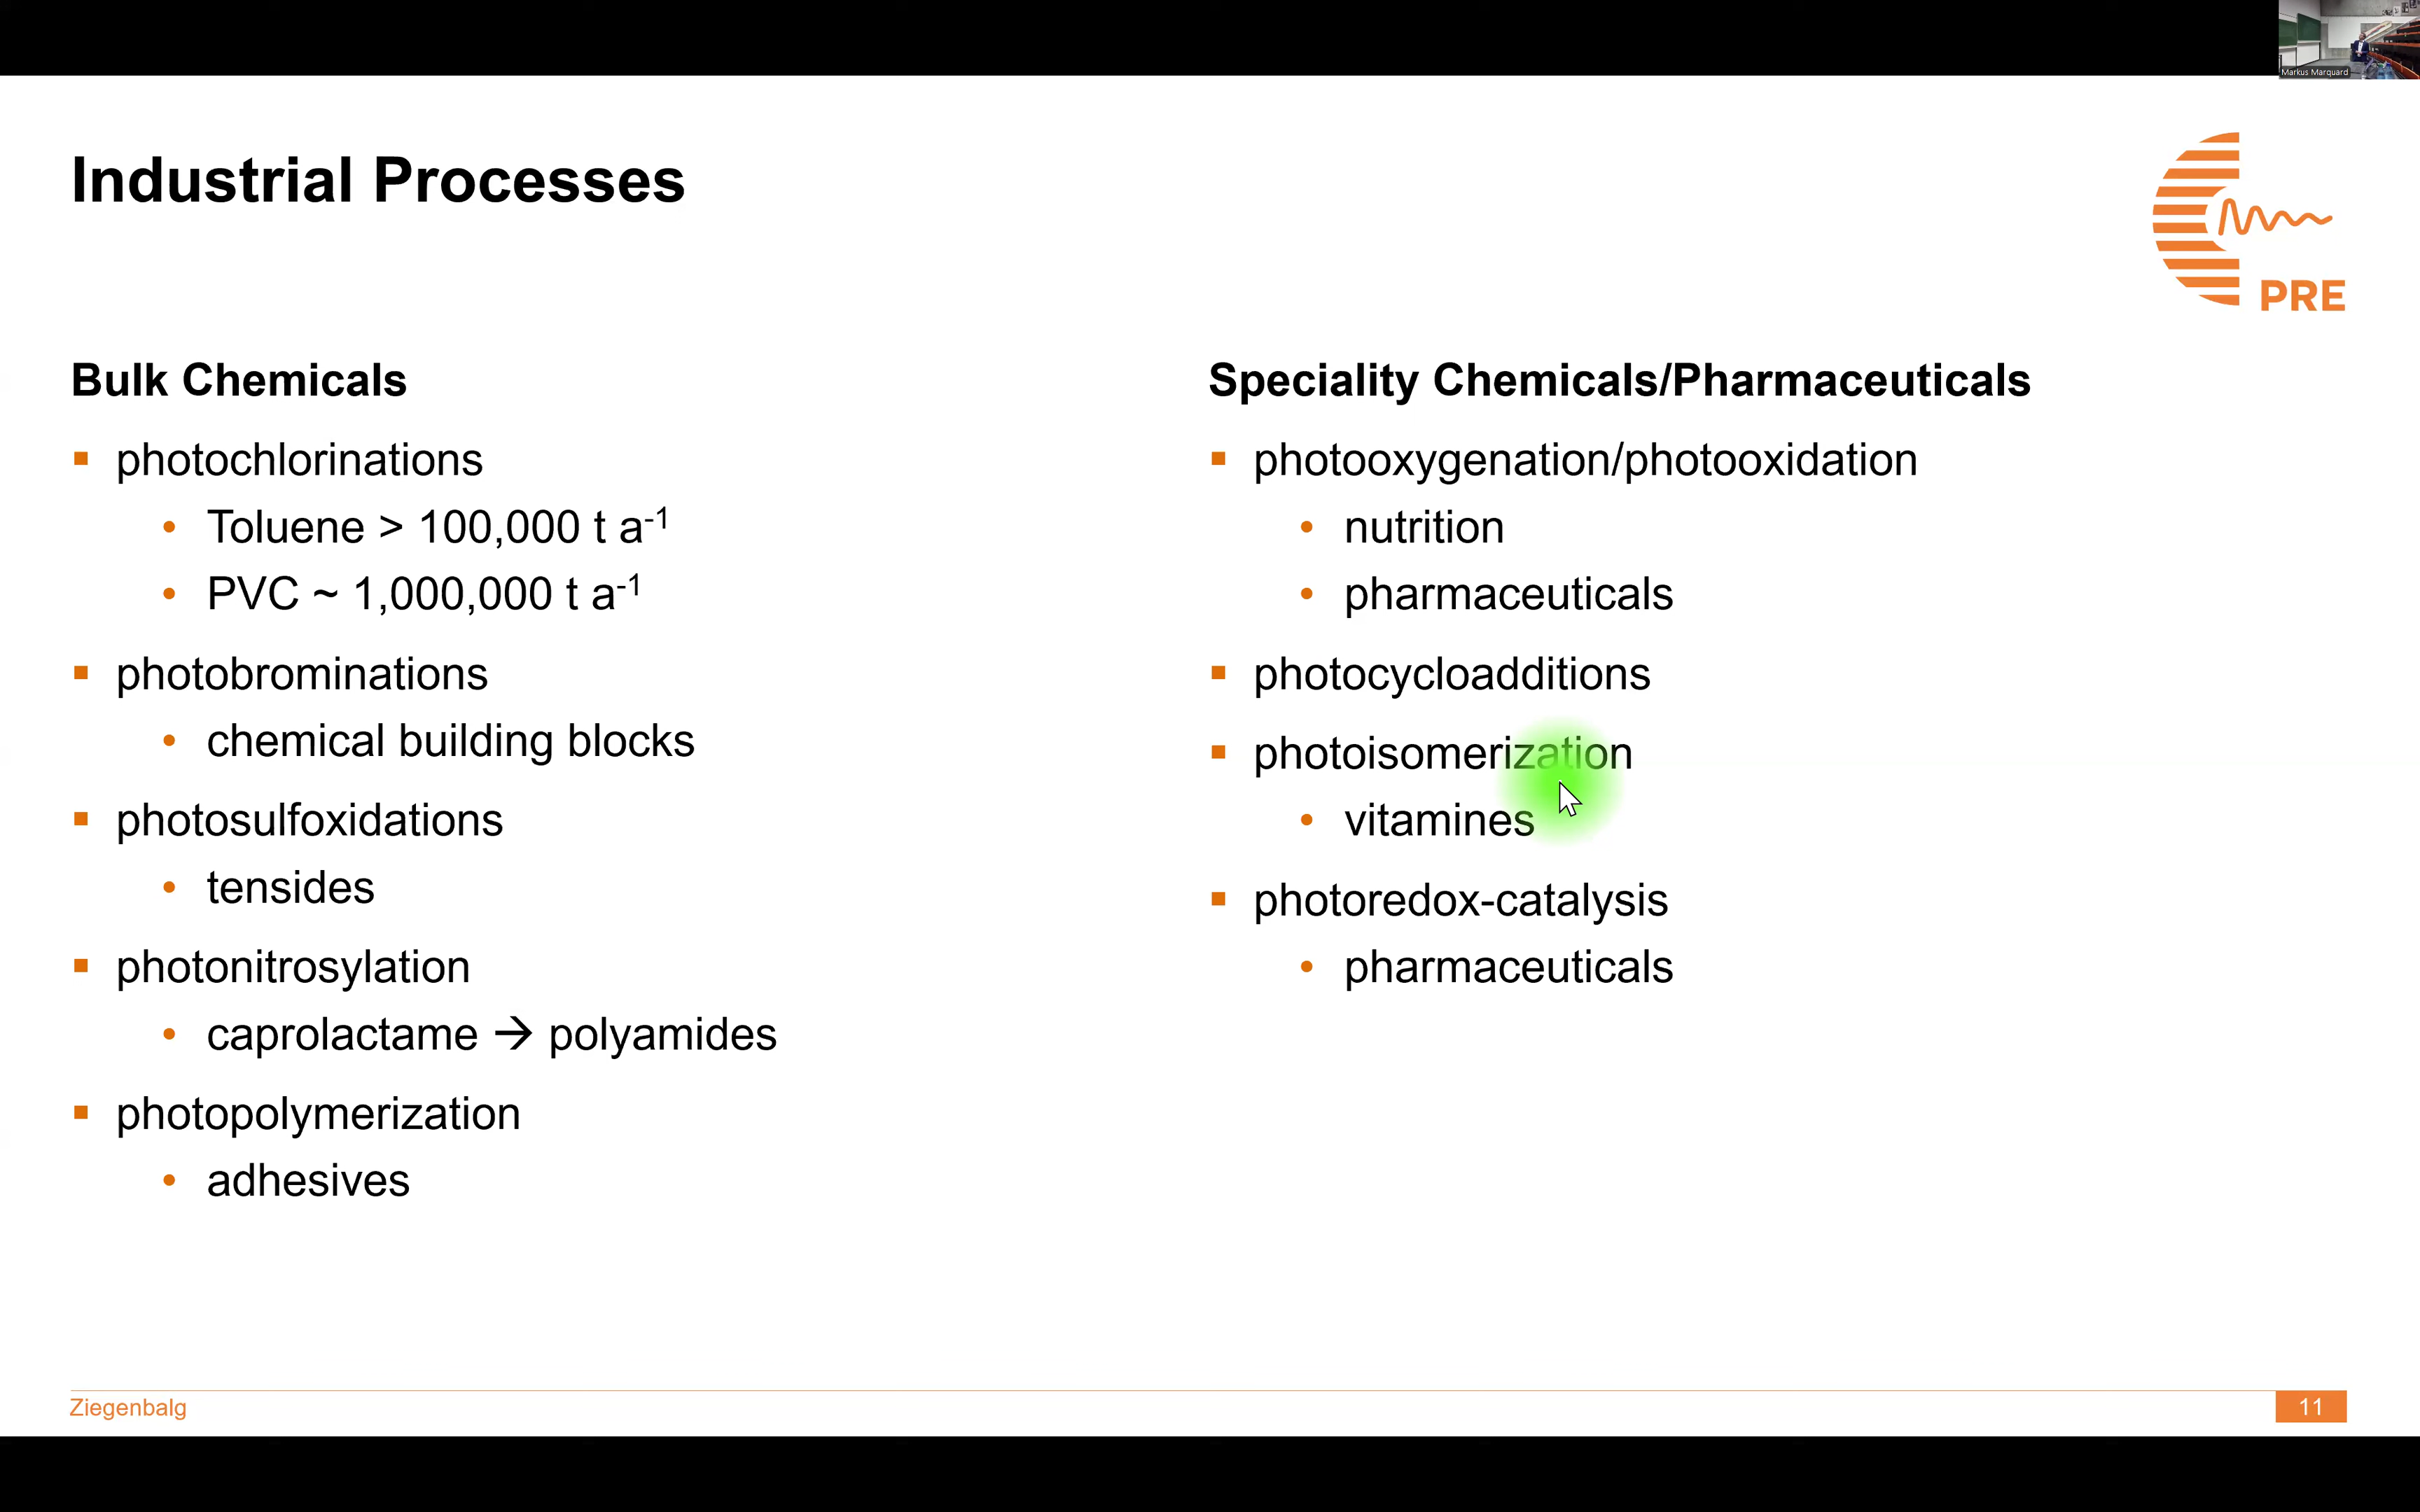 Markus Marquard
Industrial Processes
PRE
Bulk Chemicals
photochlorinations
Toluene > 100,000 t a⁻¹
PVC ~ 1,000,000 t a⁻¹
photobrominations
chemical building blocks
photosulfoxidations
tensides
photonitrosylation
caprolactame → polyamides
photopolymerization
adhesives
Speciality Chemicals/Pharmaceuticals
photooxygenation/photooxidation
nutrition
pharmaceuticals
photocycloadditions
photoisomerization
vitamines
photoredox-catalysis
pharmaceuticals
Ziegenbalg
11